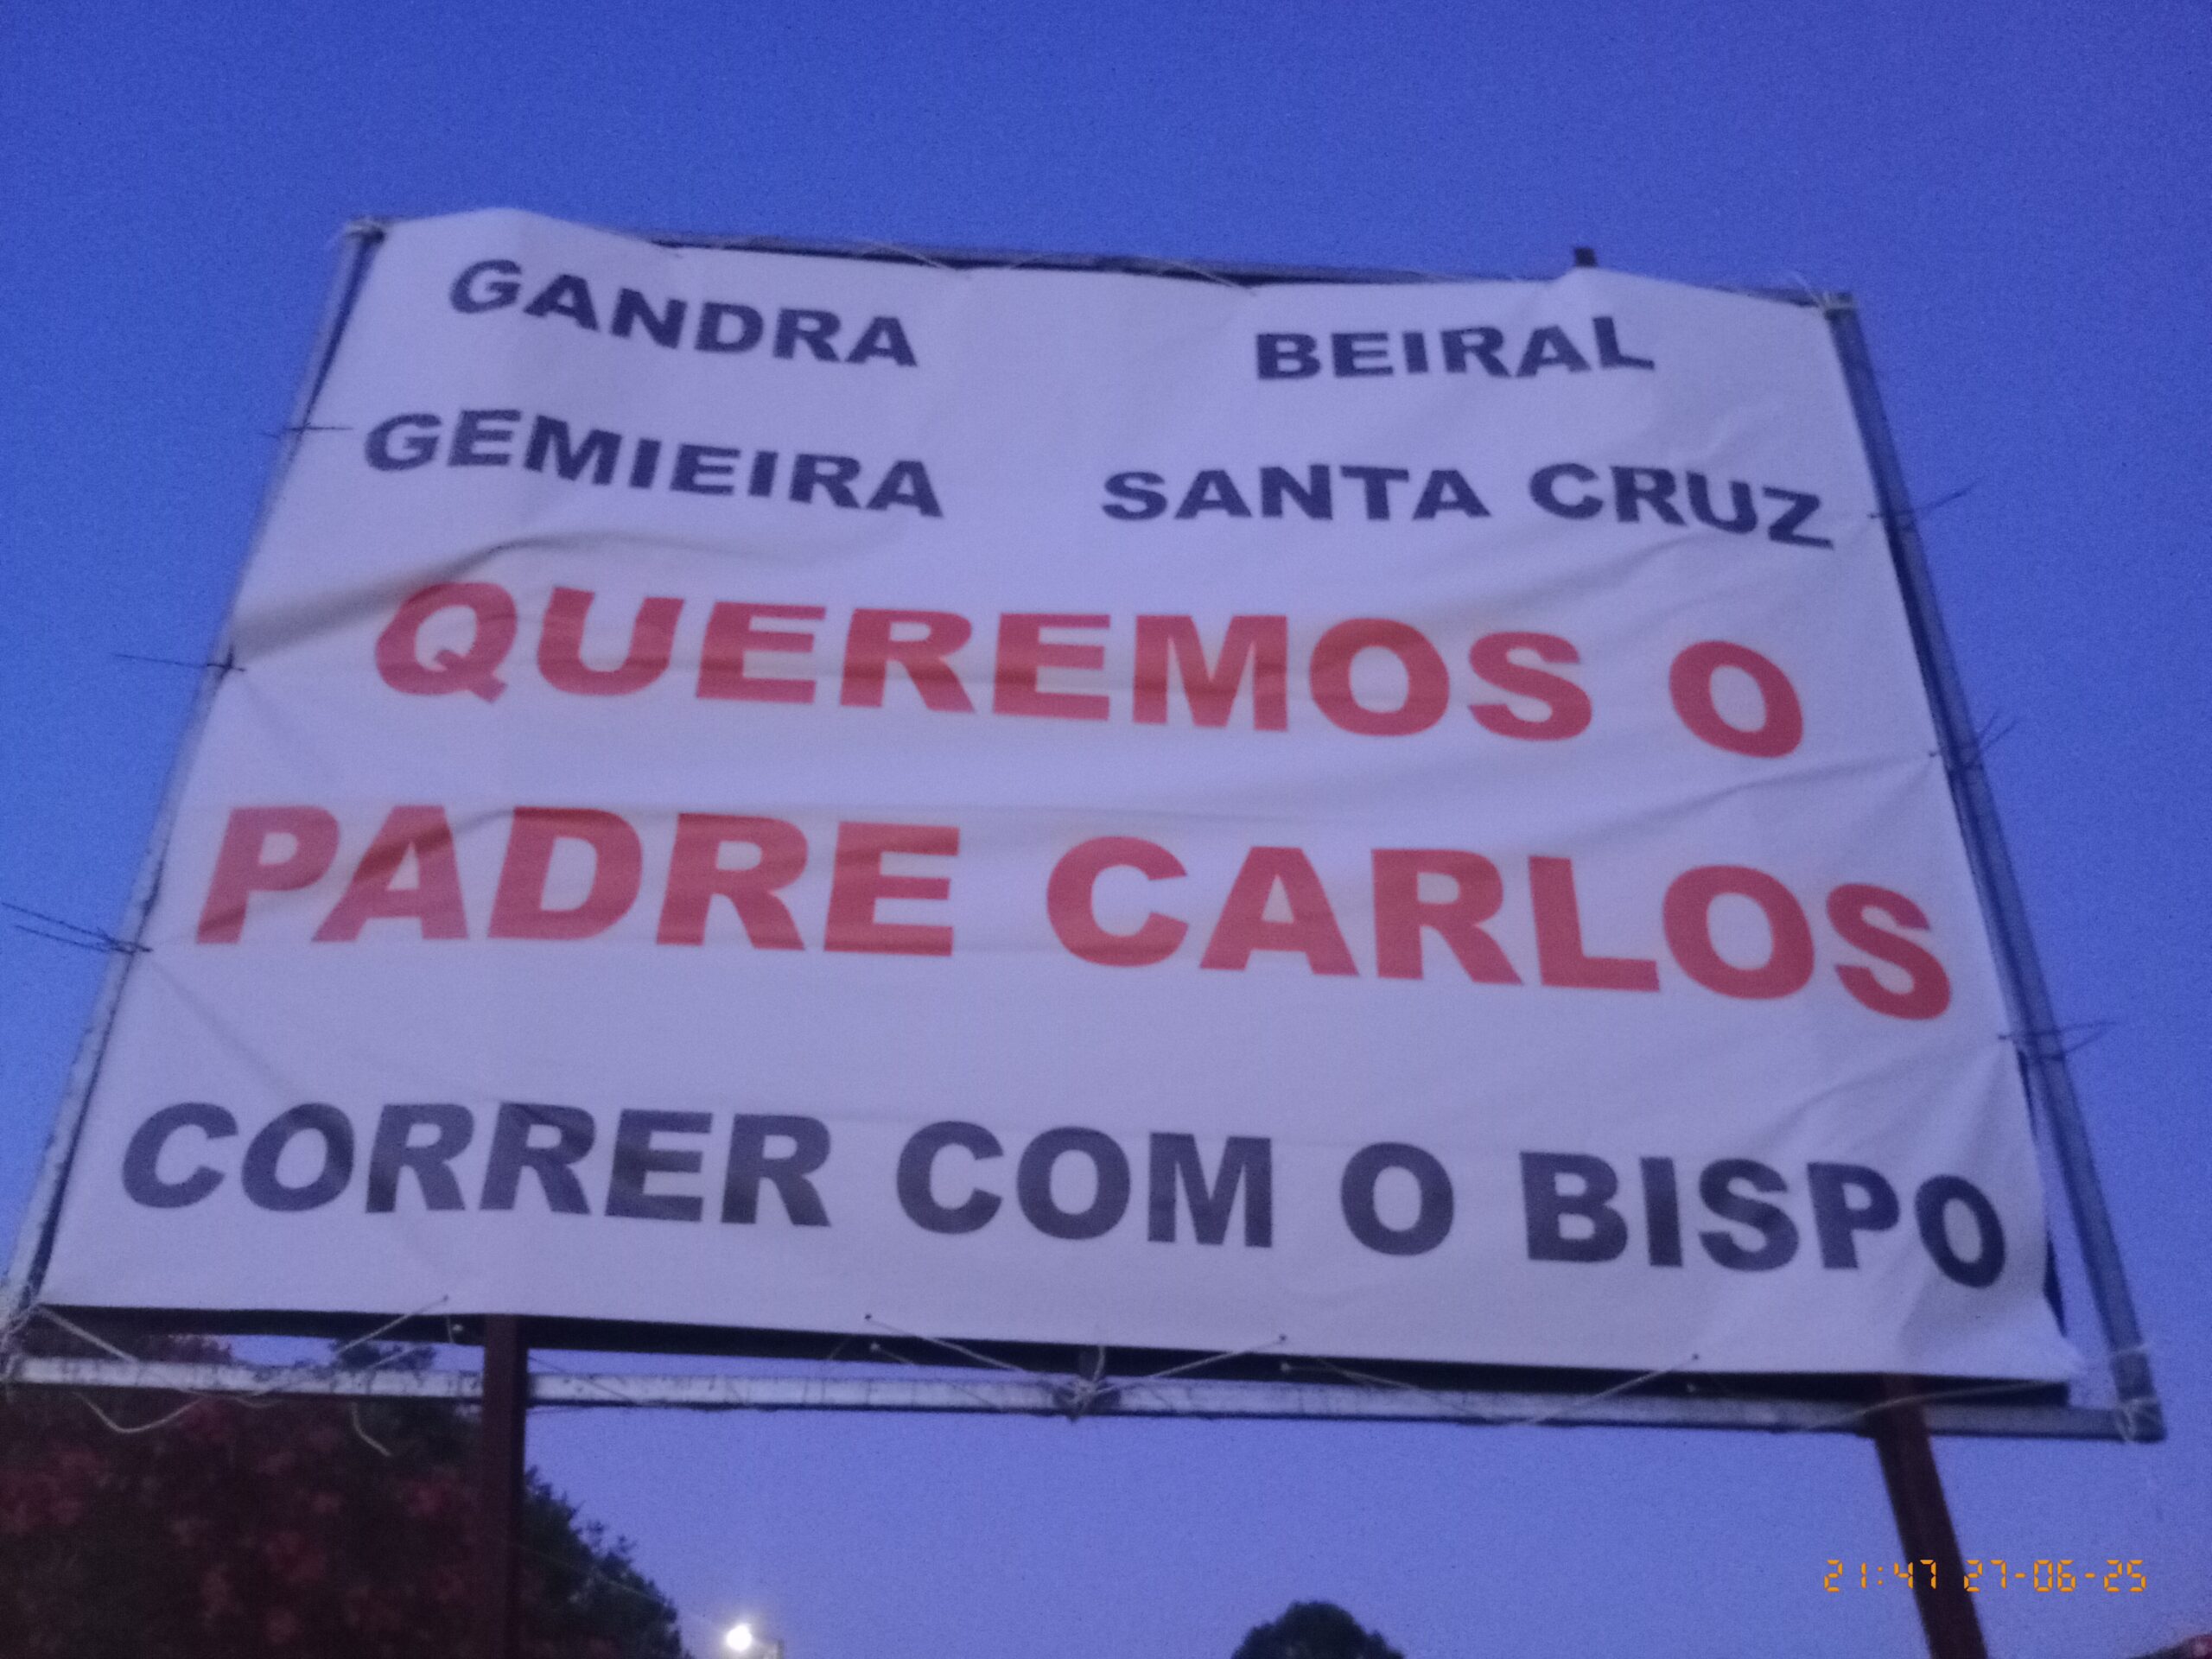 GANDRA BEIRAL
GEMIEIRA SANTA CRUZ
QUEREMOS O
PADRE CARLOS
CORRER COM O BISPO
21:47 27-06-25